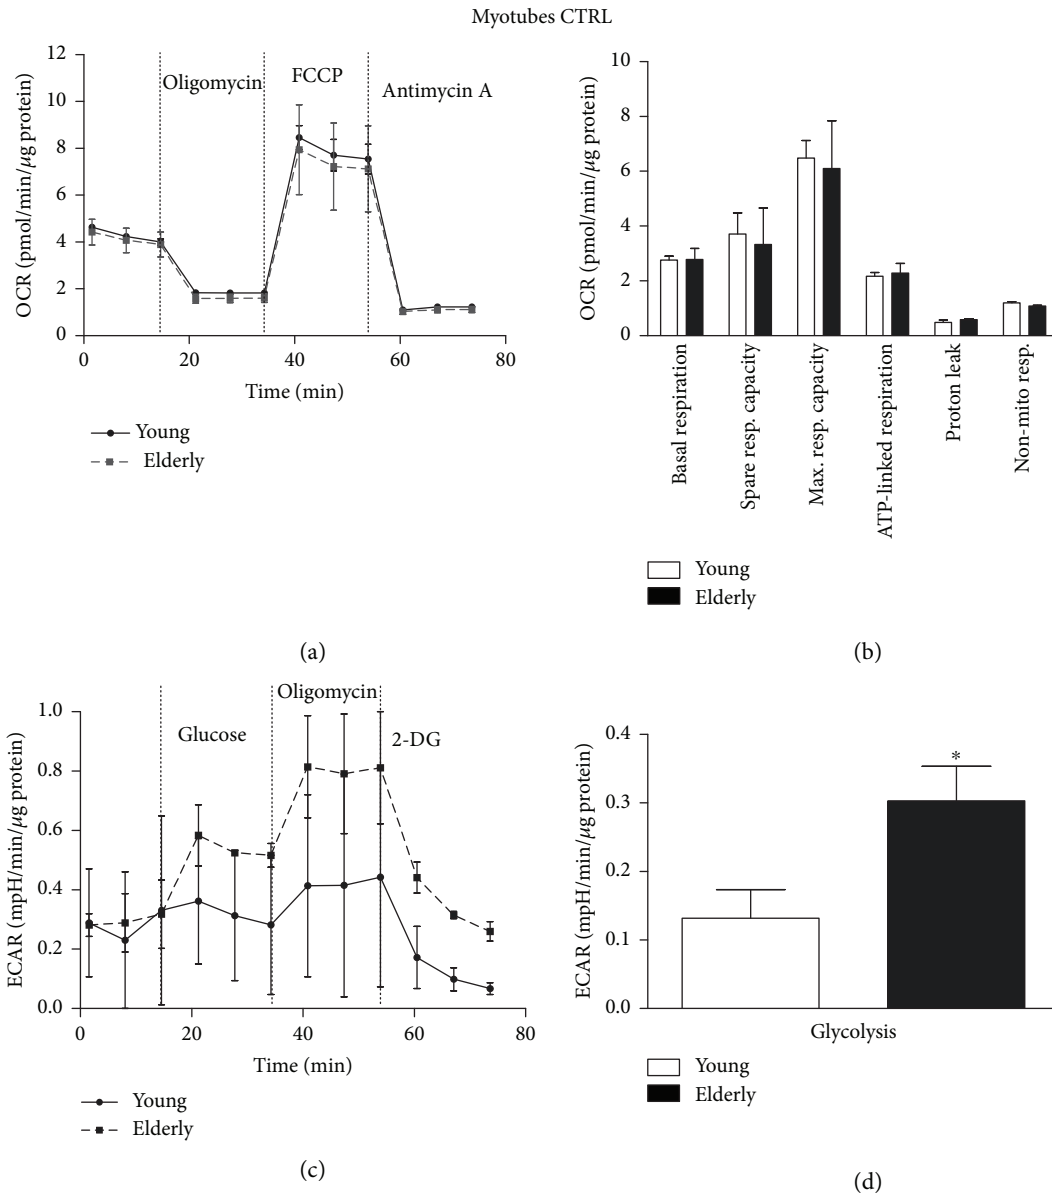 Myotubes CTRL
12
10
8
6
4
2
0
OCR (pmol/min/μg protein)
Oligomycin
FCCP
Antimycin A
0 20 40 60 80
Time (min)
Young
Elderly
(a)
10
8
6
4
2
0
OCR (pmol/min/μg protein)
Basal respiration
Spare resp. capacity
Max. resp. capacity
ATP-linked respiration
Proton leak
Non-mito resp.
Young
Elderly
(b)
1.0
0.8
0.6
0.4
0.2
0.0
ECAR (mpH/min/μg protein)
Glucose
Oligomycin
2-DG
0 20 40 60 80
Time (min)
Young
Elderly
(c)
0.4
0.3
0.1
0.1
0.0
ECAR (mpH/min/μg protein)
*
Glycolysis
Young
Elderly
(d)